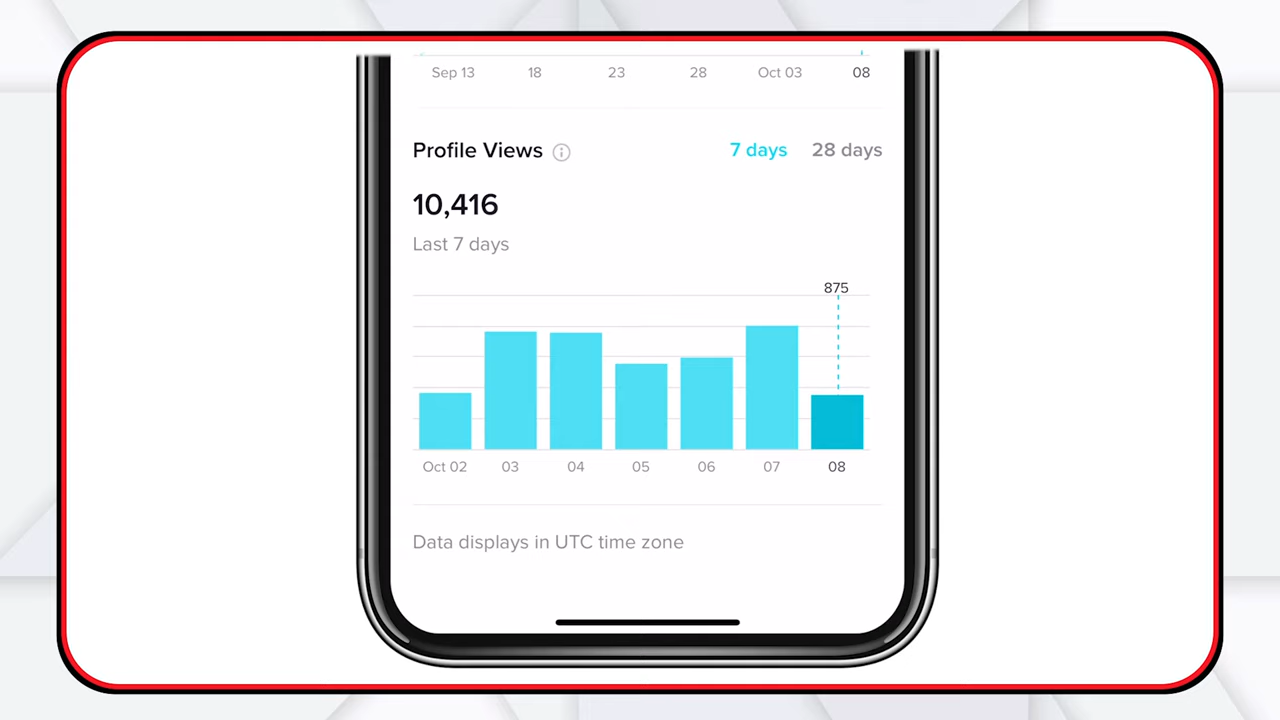 Sep 13 18 23 28 Oct 03 08
Profile Views 7 days 28 days
10,416
Last 7 days
875
Oct 02 03 04 05 06 07 08
Data displays in UTC time zone